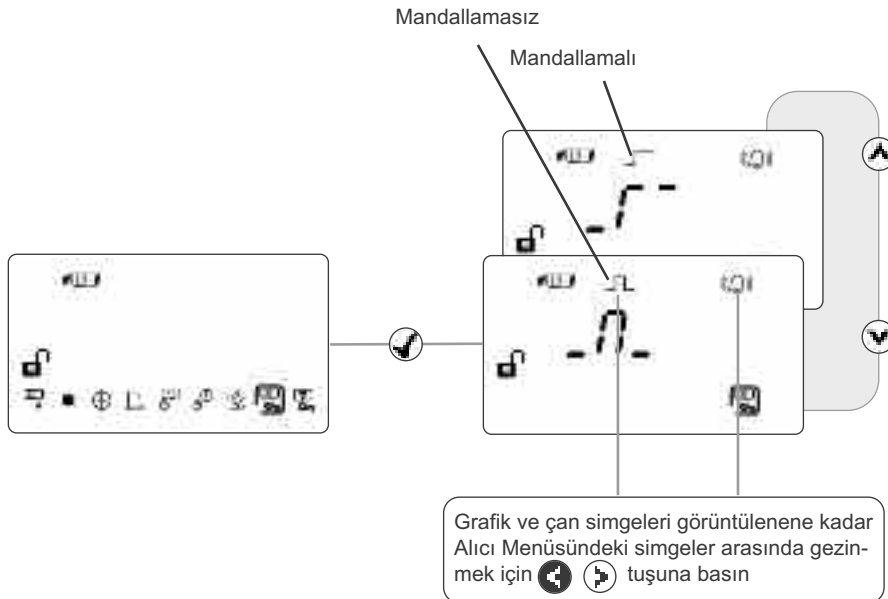 Mandallamasız
Mandallamalı
Grafik ve çan simgeleri görüntülenene kadar
Alıcı Menüsündeki simgeler arasında gezin-
mek için tuşuna basın